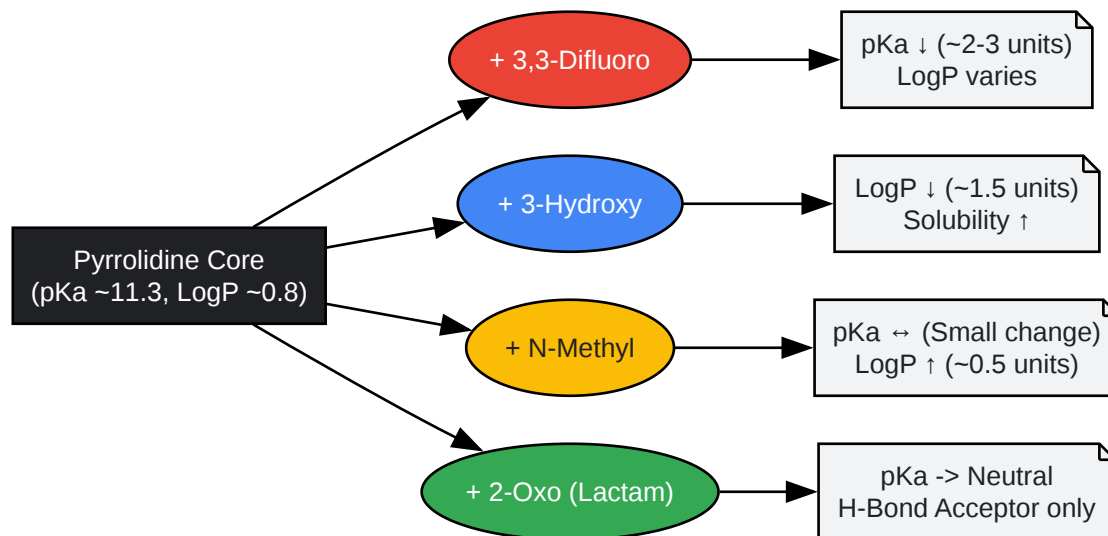 + 3,3-Difluoro
pKa ↓ (~2-3 units)
LogP varies
+ 3-Hydroxy
LogP ↓ (~1.5 units)
Solubility ↑
Pyrrolidine Core
(pKa ~11.3, LogP ~0.8)
+ N-Methyl
pKa ↔ (Small change)
LogP ↑ (~0.5 units)
+ 2-Oxo (Lactam)
pKa -> Neutral
H-Bond Acceptor only